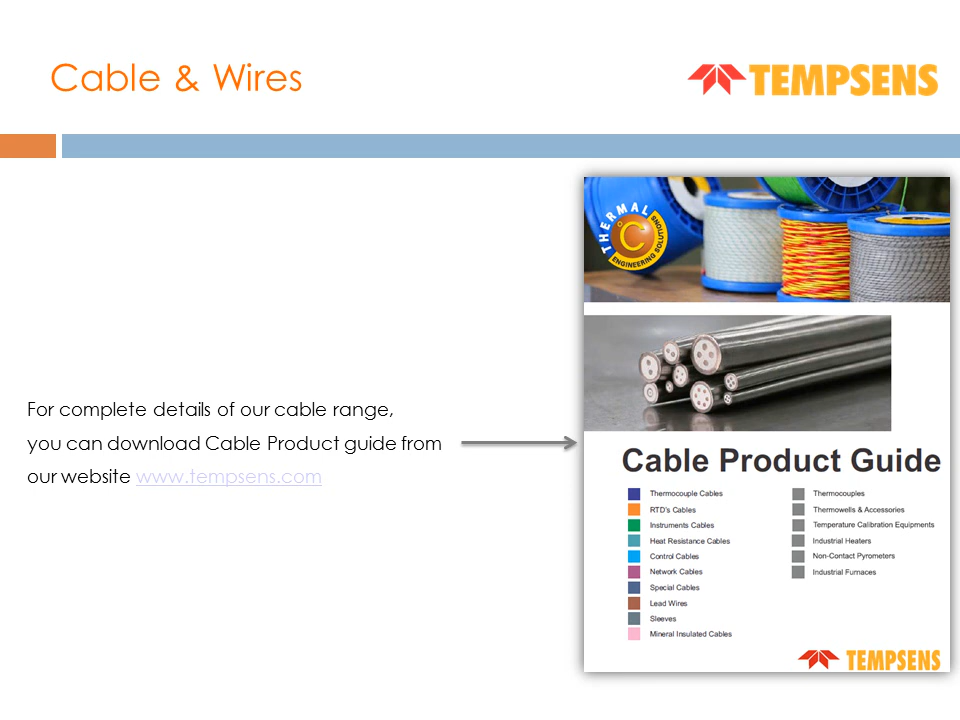 Cable & Wires
TEMPSENS
For complete details of our cable range,
you can download Cable Product guide from
our website www.tempsens.com
THERMAL
°C
ENGINEERING SOLUTIONS
Cable Product Guide
Thermocouple Cables
RTD's Cables
Instruments Cables
Heat Resistance Cables
Control Cables
Network Cables
Special Cables
Lead Wires
Sleeves
Mineral Insulated Cables
Thermocouples
Thermowells & Accessories
Temperature Calibration Equipments
Industrial Heaters
Non-Contact Pyrometers
Industrial Furnaces
TEMPSENS